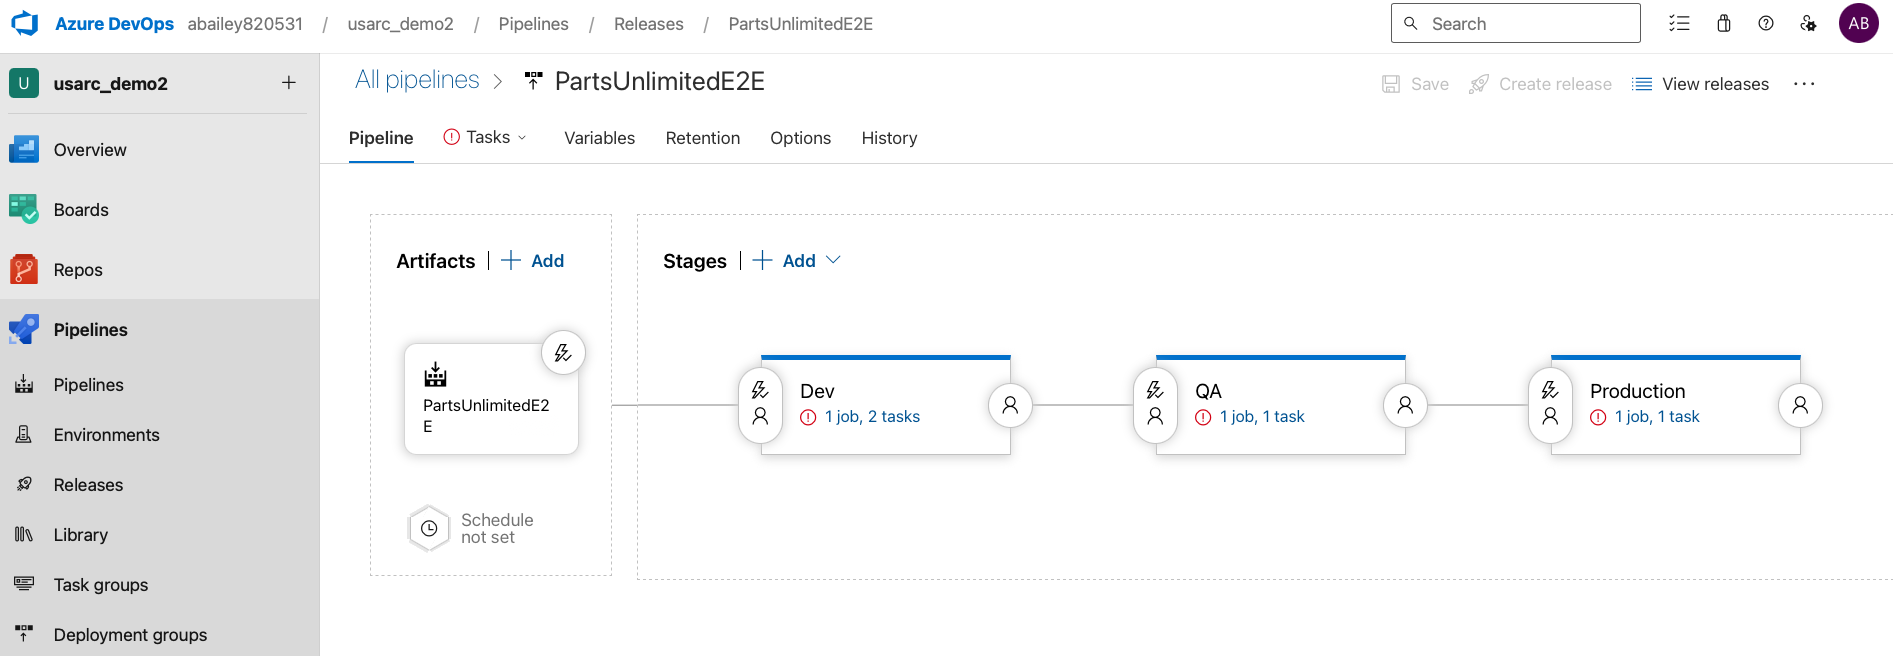 Azure DevOps abailey820531 / usarc_demo2 / Pipelines / Releases / PartsUnlimitedE2E
Search
AB
U usarc_demo2 +
Overview
Boards
Repos
Pipelines
Pipelines
Environments
Releases
Library
Task groups
Deployment groups
All pipelines > PartsUnlimitedE2E
Save Create release View releases ...
Pipeline Tasks Variables Retention Options History
Artifacts | + Add
PartsUnlimitedE2
E
Schedule
not set
Stages | + Add
Dev
1 job, 2 tasks
QA
1 job, 1 task
Production
1 job, 1 task